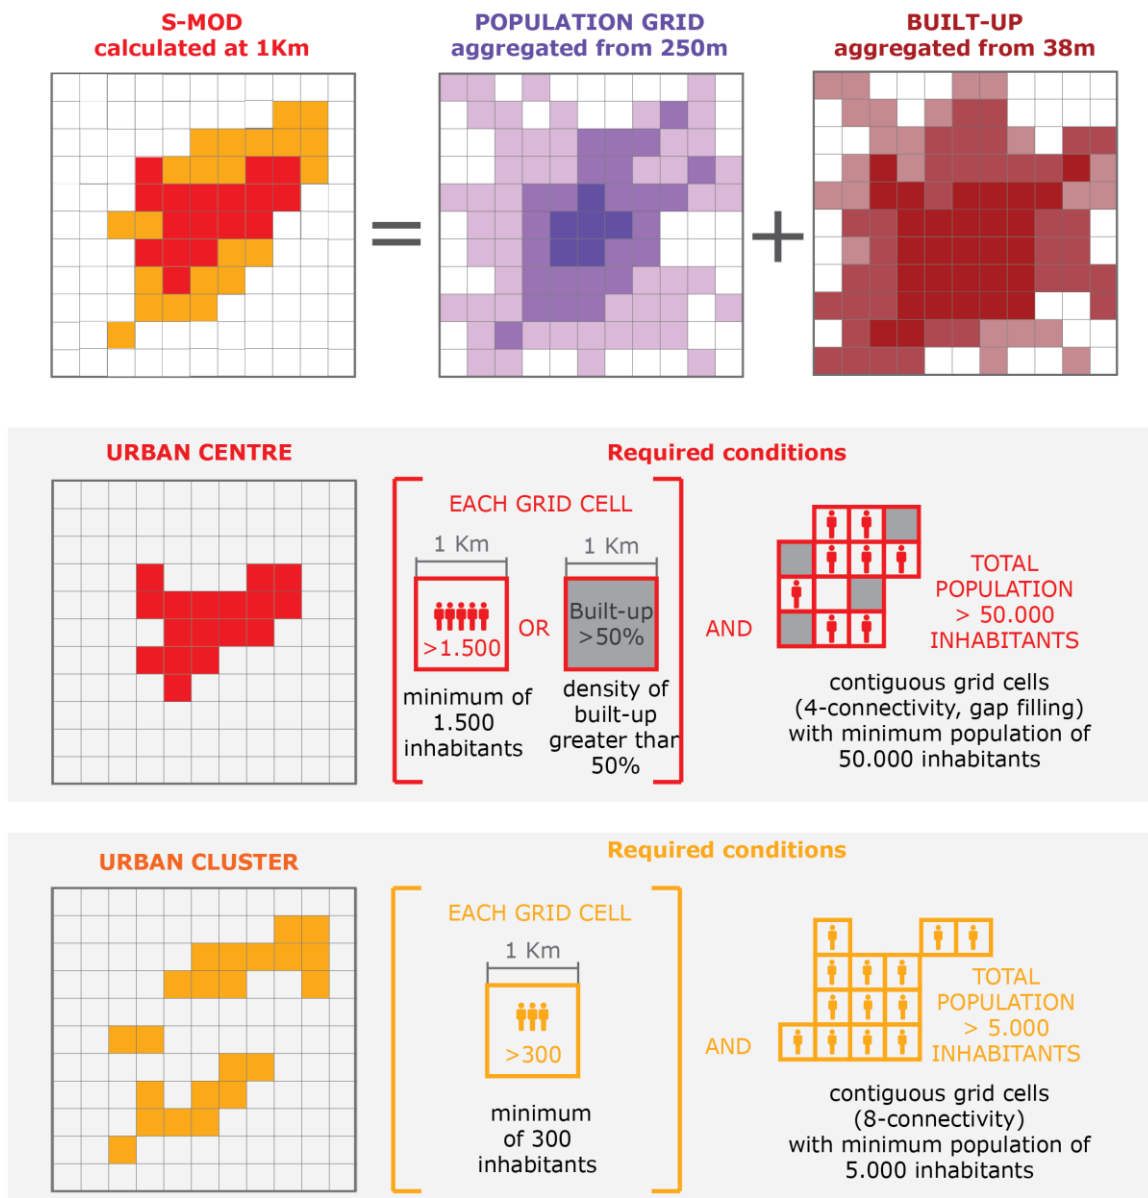 S-MOD
calculated at 1Km
POPULATION GRID
aggregated from 250m
BUILT-UP
aggregated from 38m
URBAN CENTRE
Required conditions
EACH GRID CELL
1 Km
>1.500
minimum of
1.500
inhabitants
OR
1 Km
Built-up
>50%
density of
built-up
greater than
50%
AND
TOTAL
POPULATION
> 50.000
INHABITANTS
contiguous grid cells
(4-connectivity, gap filling)
with minimum population of
50.000 inhabitants
URBAN CLUSTER
Required conditions
EACH GRID CELL
1 Km
>300
minimum
of 300
inhabitants
AND
TOTAL
POPULATION
> 5.000
INHABITANTS
contiguous grid cells
(8-connectivity)
with minimum population of
5.000 inhabitants